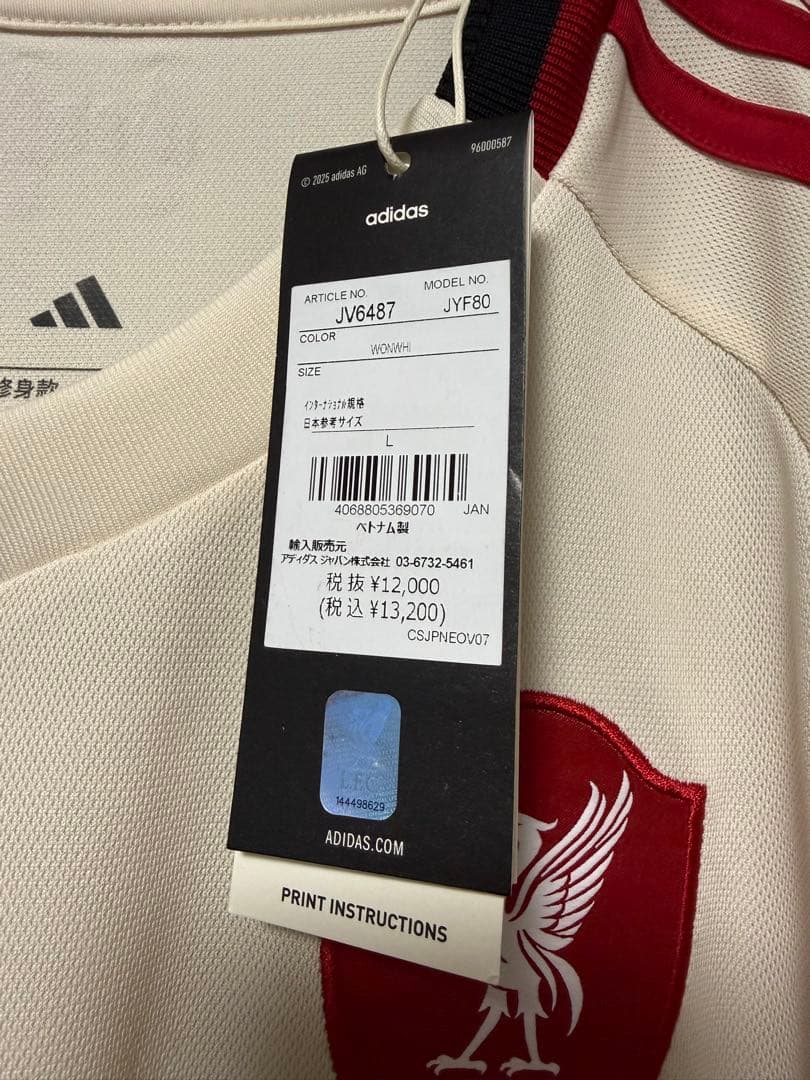 © 2025 adidas AG
96000587
adidas
ARTICLE NO.
MODEL NO.
JV6487
JYF80
COLOR
WONWHI
SIZE
インターナショナル規格
日本参考サイズ
L
4068805369070 JAN
ベトナム製
輸入販売元
アディダス ジャパン株式会社 03-6732-5461
税抜 ¥12,000
(税込 ¥13,200)
CSJPNEOV07
L.F.C
144498629
ADIDAS.COM
PRINT INSTRUCTIONS
修身款